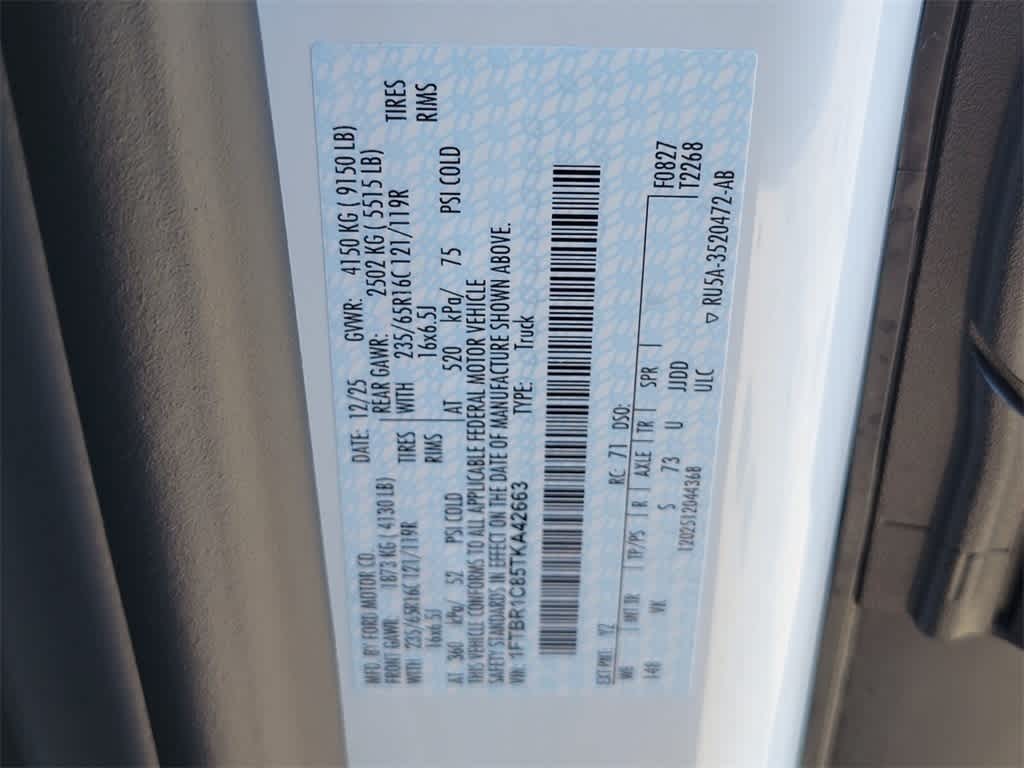 MFD. BY FORD MOTOR CO.
DATE: 12/25 GVWR: 4150 KG ( 9150 LB)
FRONT GAWR: 1873 KG ( 4130 LB) REAR GAWR: 2502 KG ( 5515 LB)
WITH: 235/65R16C 121/119R TIRES WITH 235/65R16C121/119R TIRES
16x6.5J RIMS 16x6.5J RIMS
AT 360 kPa/ 52 PSI COLD AT 520 kPa/ 75 PSI COLD
THIS VEHICLE CONFORMS TO ALL APPLICABLE FEDERAL MOTOR VEHICLE
SAFETY STANDARDS IN EFFECT ON THE DATE OF MANUFACTURE SHOWN ABOVE.
VIN: 1FTBR1C85TKA42663 TYPE: Truck
EXT PNT: YZ RC: 71 DSO: F0827
WB INT TR TP/PS R AXLE TR SPR T2268
148 VK S 73 U JJDD
1202512044368 ULC ▽ RU5A-3520472-AB